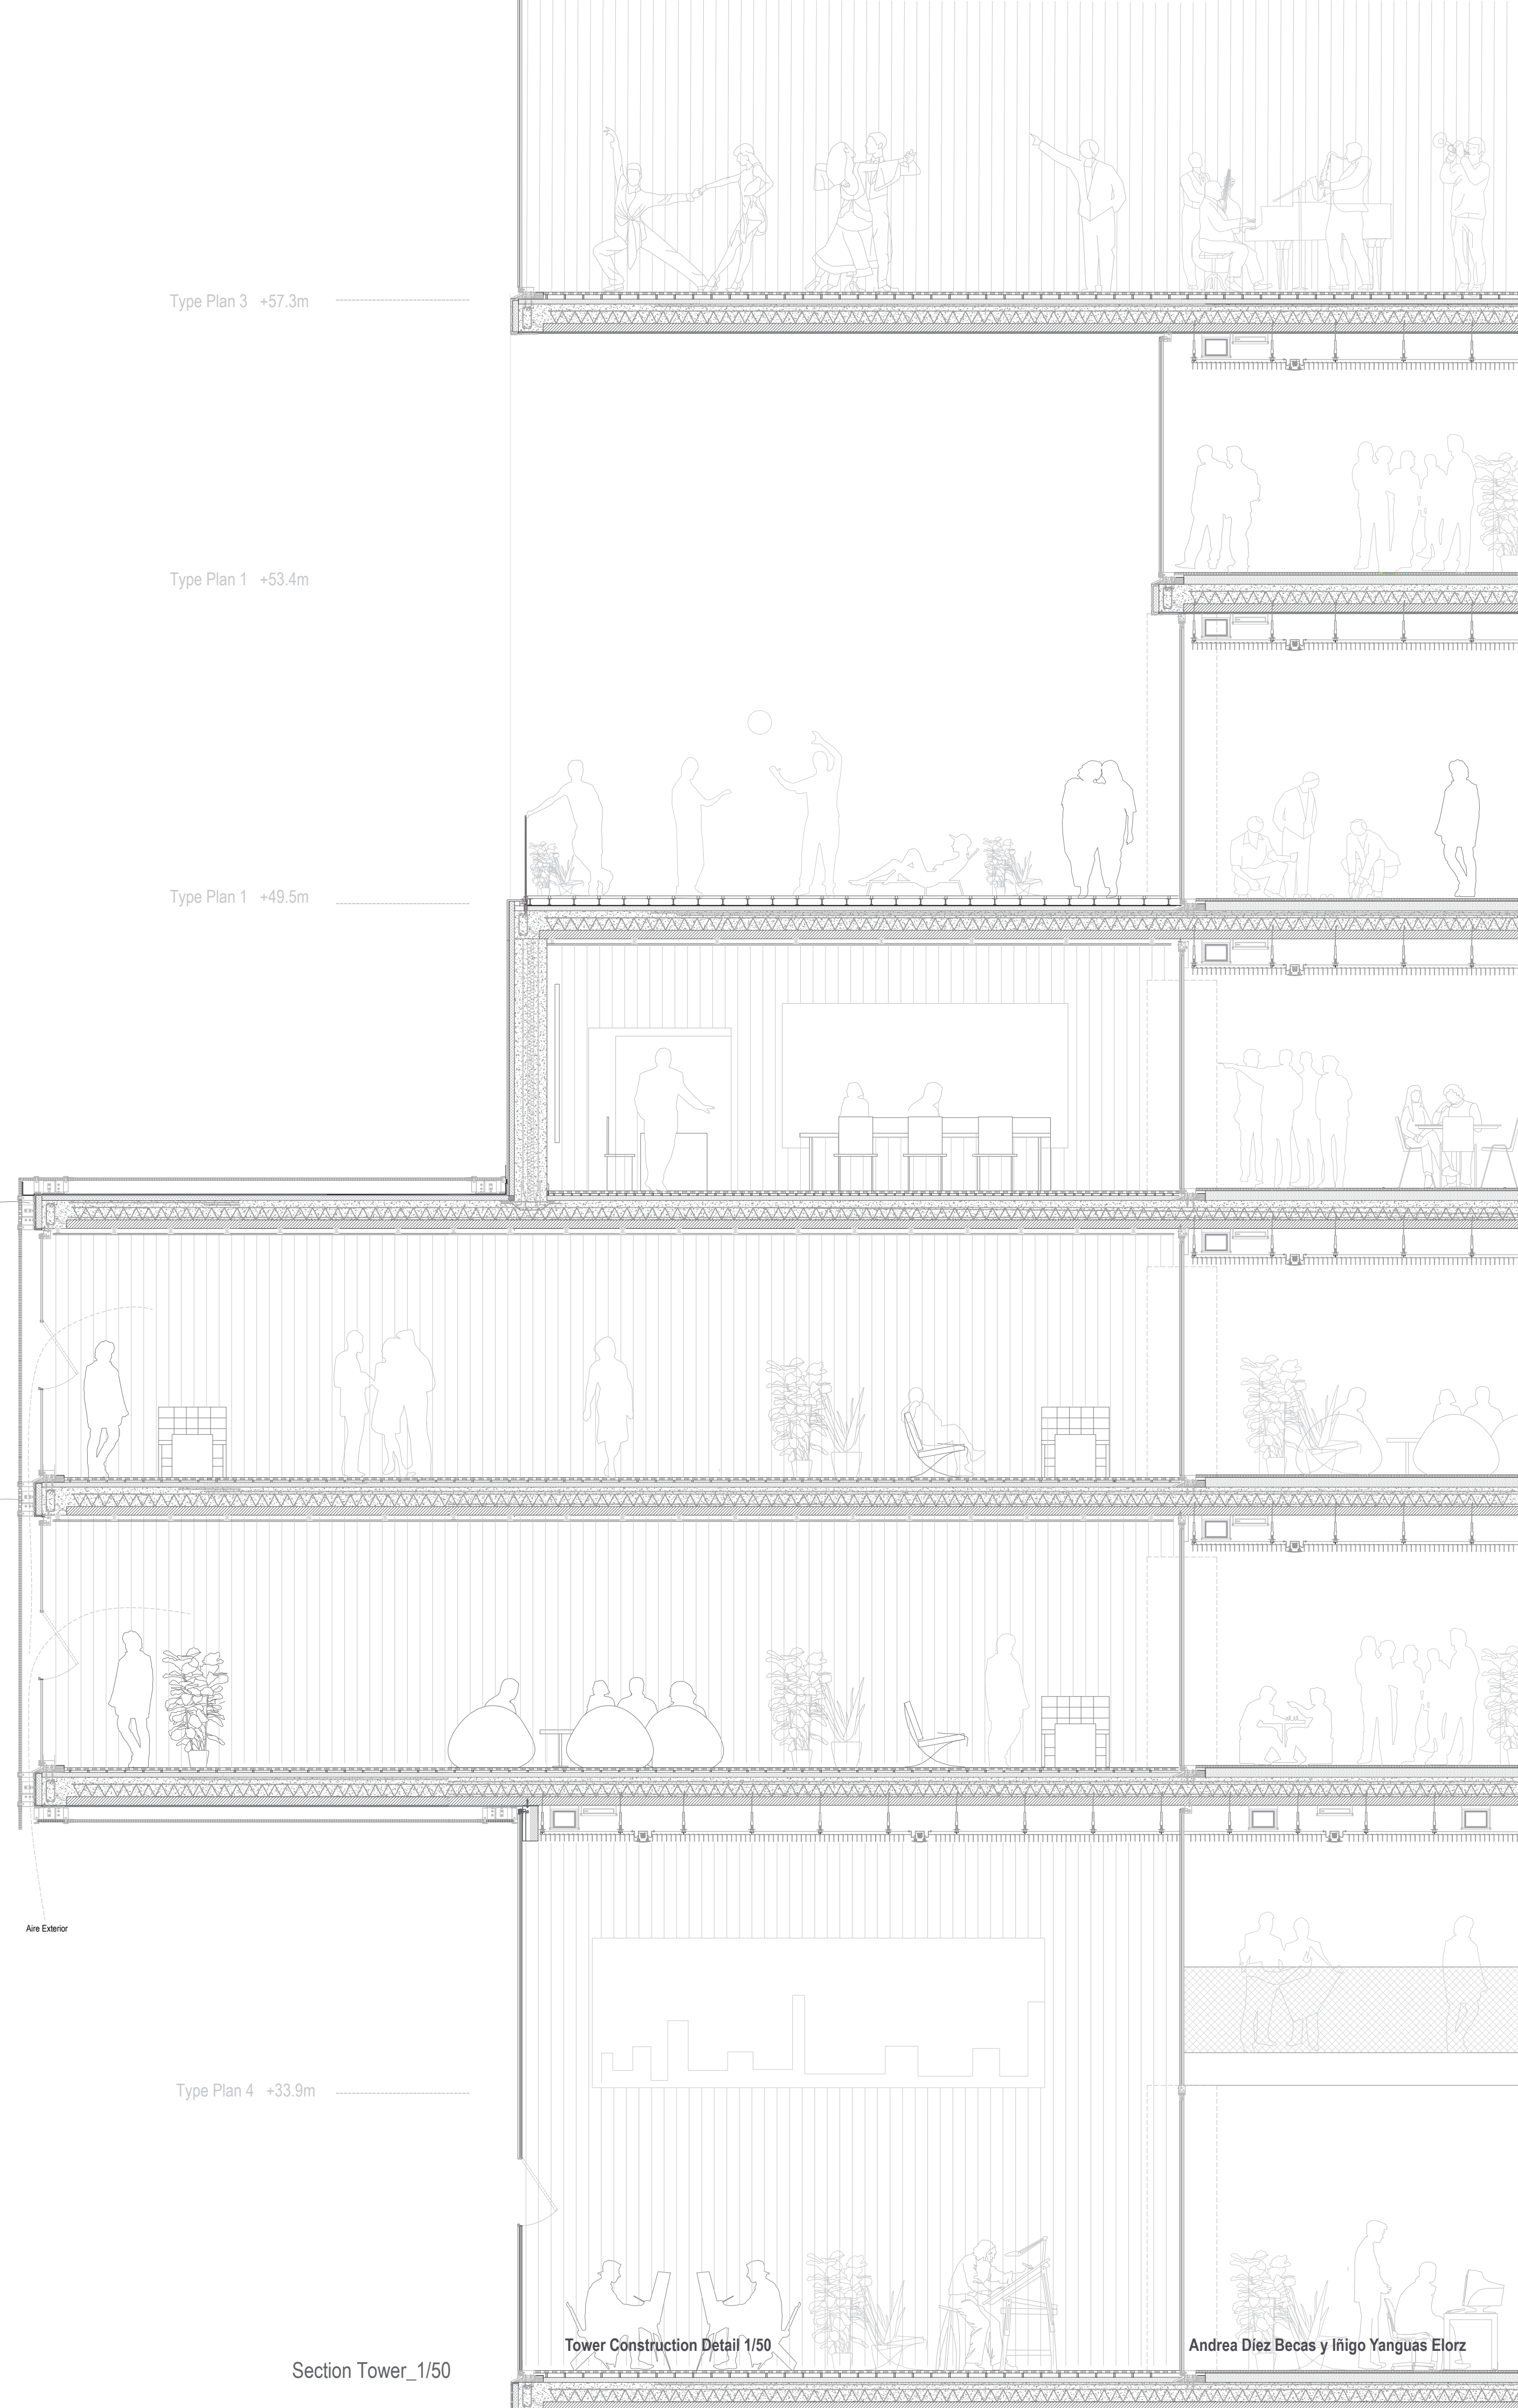 Type Plan 3 +57.3m
Type Plan 1 +53.4m
Type Plan 1 +49.5m
Aire Exterior
Type Plan 4 +33.9m
Tower Construction Detail 1/50
Andrea Díez Becas y Iñigo Yanguas Elorz
Section Tower_1/50